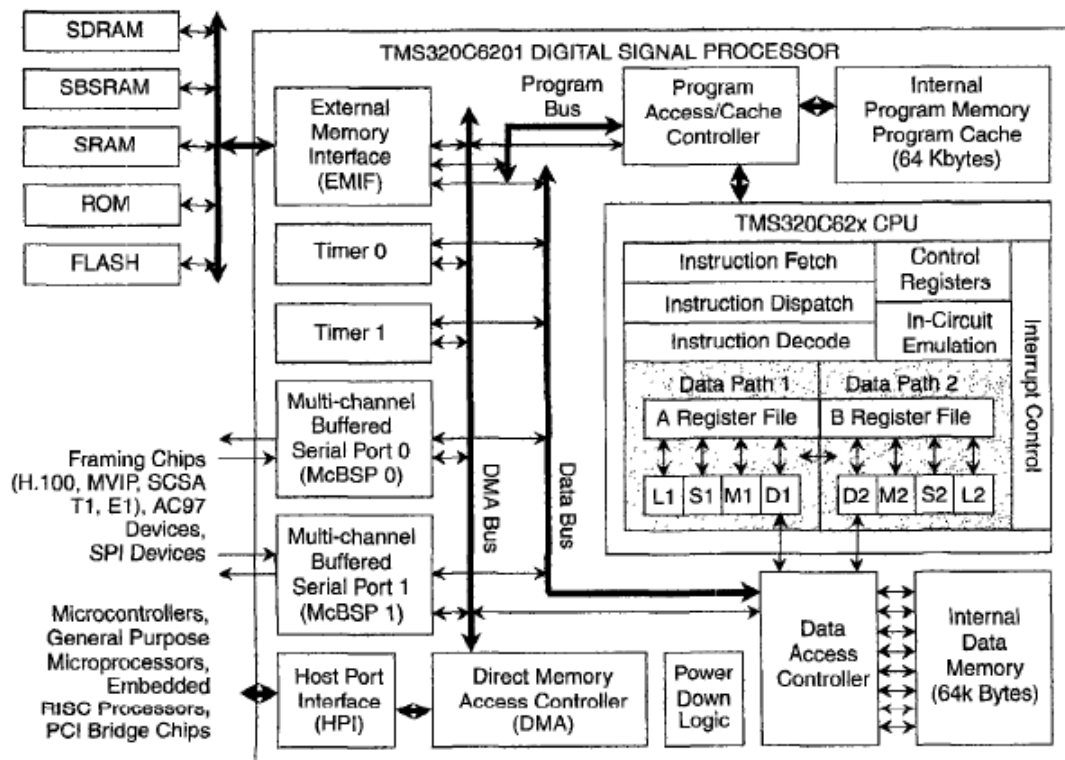 SDRAM
SBSRAM
SRAM
ROM
FLASH
TMS320C6201 DIGITAL SIGNAL PROCESSOR
External
Memory
Interface
(EMIF)
Program
Bus
Program
Access/Cache
Controller
Internal
Program Memory
Program Cache
(64 Kbytes)
Timer 0
Timer 1
TMS320C62x CPU
Instruction Fetch
Instruction Dispatch
Instruction Decode
Control
Registers
In-Circuit
Emulation
Interrupt Control
Data Path 1
Data Path 2
A Register File
B Register File
L1 S1 M1 D1
D2 M2 S2 L2
Multi-channel
Buffered
Serial Port 0
(McBSP 0)
Framing Chips
(H.100, MVIP, SCSA
T1, E1), AC97
Devices,
SPI Devices
Multi-channel
Buffered
Serial Port 1
(McBSP 1)
DMA Bus
Data Bus
Microcontrollers,
General Purpose
Microprocessors,
Embedded
RISC Processors,
PCI Bridge Chips
Host Port
Interface
(HPI)
Direct Memory
Access Controller
(DMA)
Power
Down
Logic
Data
Access
Controller
Internal
Data
Memory
(64k Bytes)